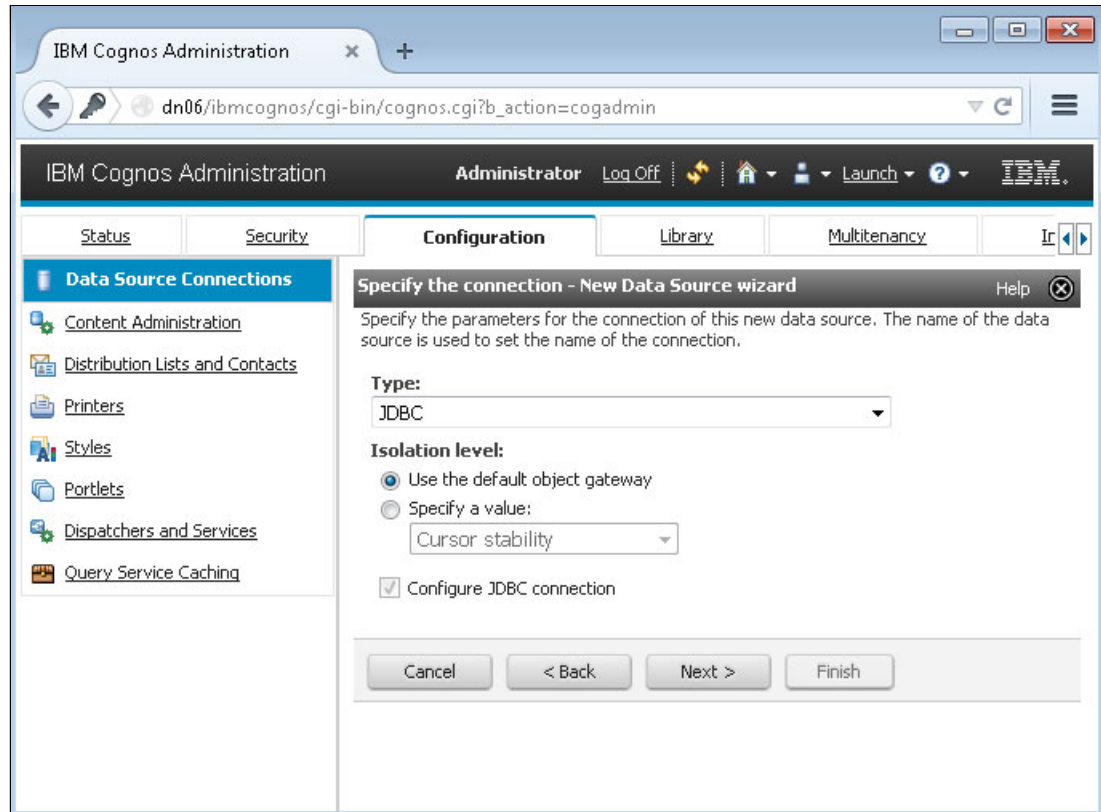 IBM Cognos Administration
dn06/ibmcognos/cgi-bin/cognos.cgi?b_action=cogadmin
IBM Cognos Administration Administrator Log Off Launch IBM.
Status Security Configuration Library Multitenancy
Data Source Connections
Content Administration
Distribution Lists and Contacts
Printers
Styles
Portlets
Dispatchers and Services
Query Service Caching
Specify the connection - New Data Source wizard Help
Specify the parameters for the connection of this new data source. The name of the data
source is used to set the name of the connection.
Type:
JDBC
Isolation level:
Use the default object gateway
Specify a value:
Cursor stability
Configure JDBC connection
Cancel < Back Next > Finish